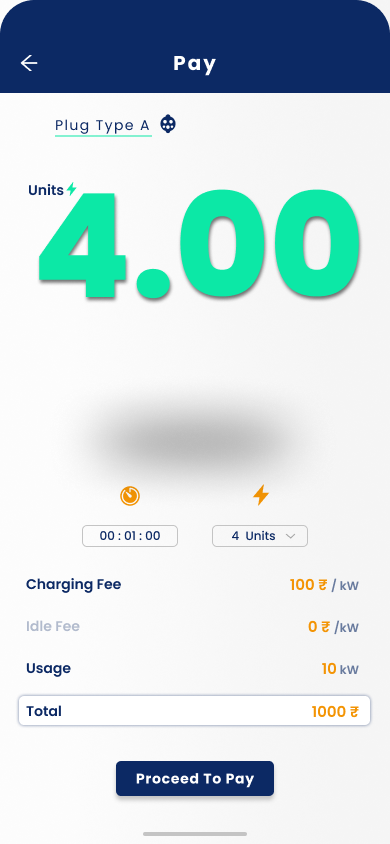 Pay
Plug Type A
Units
4.00
00 : 01 : 00
4 Units
Charging Fee 100 ₹ / kW
Idle Fee 0 ₹ /kW
Usage 10 kW
Total 1000 ₹
Proceed To Pay